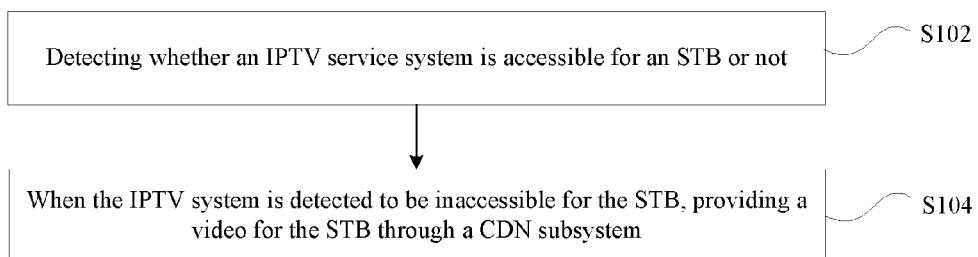 Detecting whether an IPTV service system is accessible for an STB or not
S102
When the IPTV system is detected to be inaccessible for the STB, providing a
video for the STB through a CDN subsystem
S104